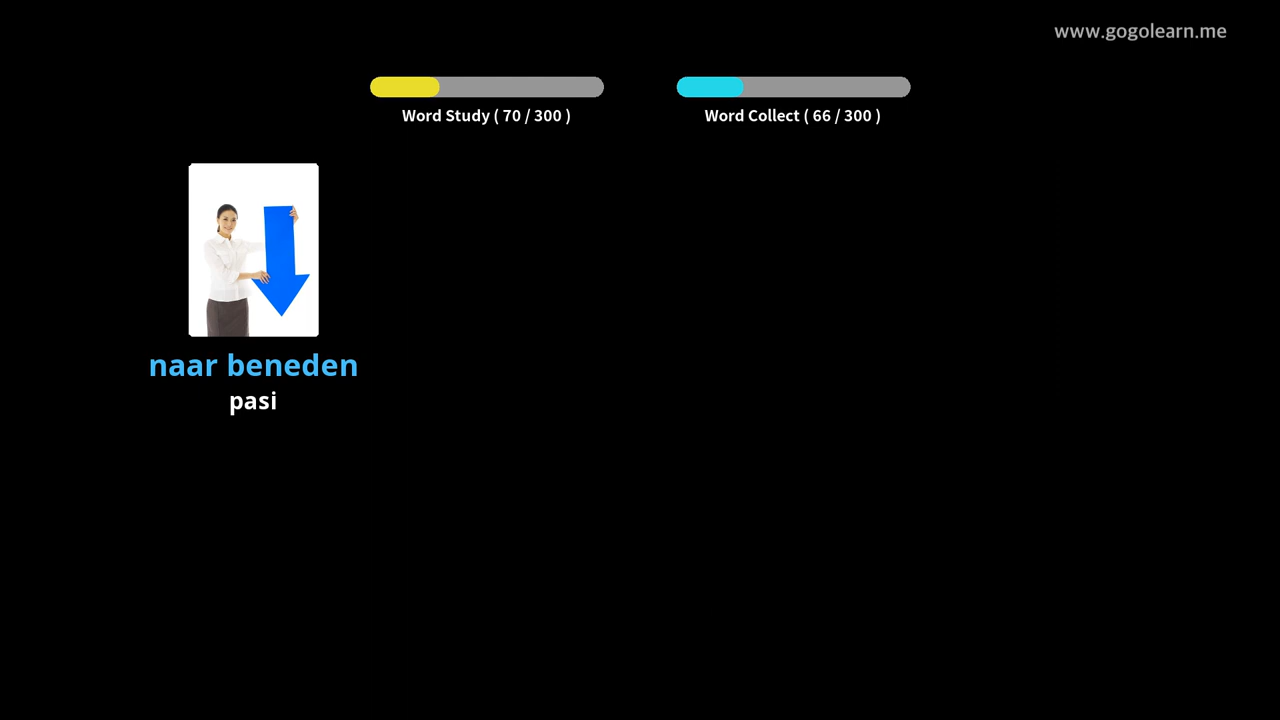 www.gogolearn.me
Word Study ( 70 / 300 )
Word Collect ( 66 / 300 )
naar beneden
pasi